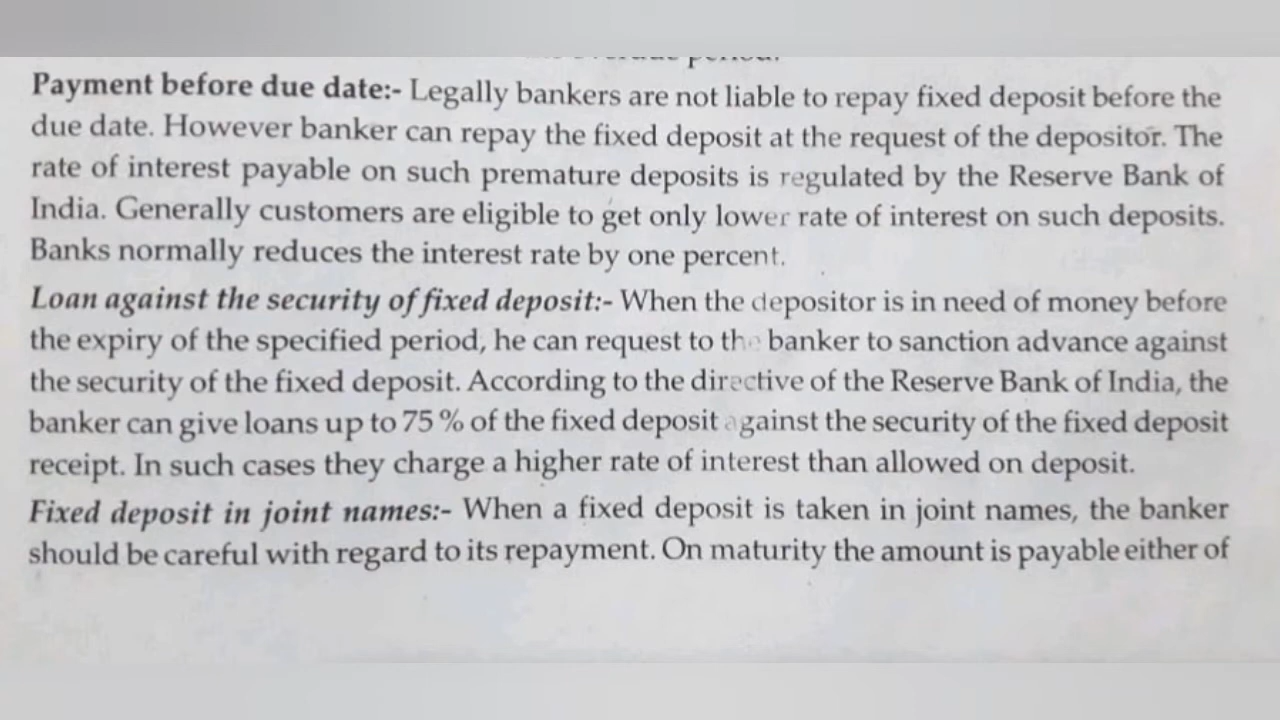 period.
Payment before due date:- Legally bankers are not liable to repay fixed deposit before the
due date. However banker can repay the fixed deposit at the request of the depositor. The
rate of interest payable on such premature deposits is regulated by the Reserve Bank of
India. Generally customers are eligible to get only lower rate of interest on such deposits.
Banks normally reduces the interest rate by one percent.
Loan against the security of fixed deposit:- When the depositor is in need of money before
the expiry of the specified period, he can request to the banker to sanction advance against
the security of the fixed deposit. According to the directive of the Reserve Bank of India, the
banker can give loans up to 75 % of the fixed deposit against the security of the fixed deposit
receipt. In such cases they charge a higher rate of interest than allowed on deposit.
Fixed deposit in joint names:- When a fixed deposit is taken in joint names, the banker
should be careful with regard to its repayment. On maturity the amount is payable either of